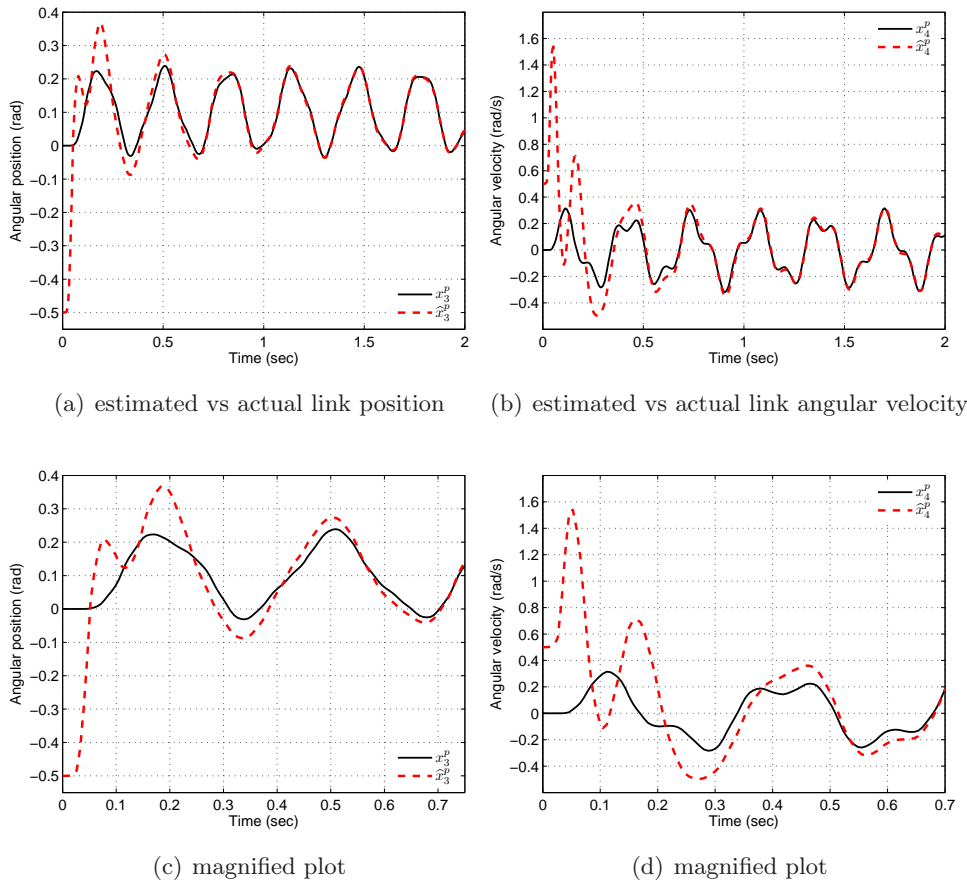 0.4
0.3
0.2
0.1
0
−0.1
−0.2
−0.3
−0.4
−0.5
Angular position (rad)
0 0.5 1 1.5 2
Time (sec)
x_3^p
x̂_3^p
(a) estimated vs actual link position
1.6
1.4
1.2
1
0.8
0.6
0.4
0.2
0
−0.2
−0.4
Angular velocity (rad/s)
0 0.5 1 1.5 2
Time (sec)
x_4^p
x̂_4^p
(b) estimated vs actual link angular velocity
0.4
0.3
0.2
0.1
0
−0.1
−0.2
−0.3
−0.4
−0.5
Angular position (rad)
0 0.1 0.2 0.3 0.4 0.5 0.6 0.7
Time (sec)
x_3^p
x̂_3^p
(c) magnified plot
1.6
1.4
1.2
1
0.8
0.6
0.4
0.2
0
−0.2
−0.4
Angular velocity (rad/s)
0 0.1 0.2 0.3 0.4 0.5 0.6 0.7
Time (sec)
x_4^p
x̂_4^p
(d) magnified plot